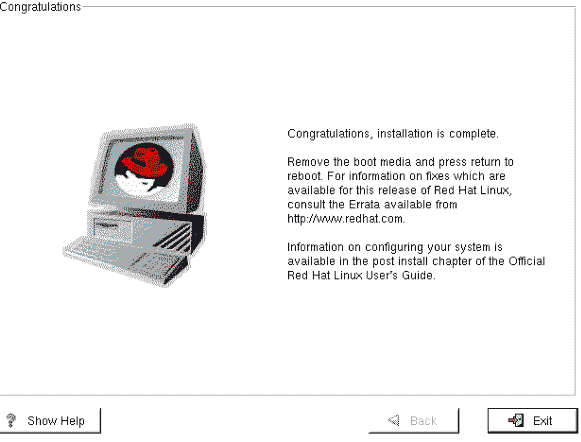 Congratulations
Congratulations, installation is complete.
Remove the boot media and press return to
reboot. For information on fixes which are
available for this release of Red Hat Linux,
consult the Errata available from
http://www.redhat.com.
Information on configuring your system is
available in the post install chapter of the Official
Red Hat Linux User's Guide.
Show Help
Back
Exit